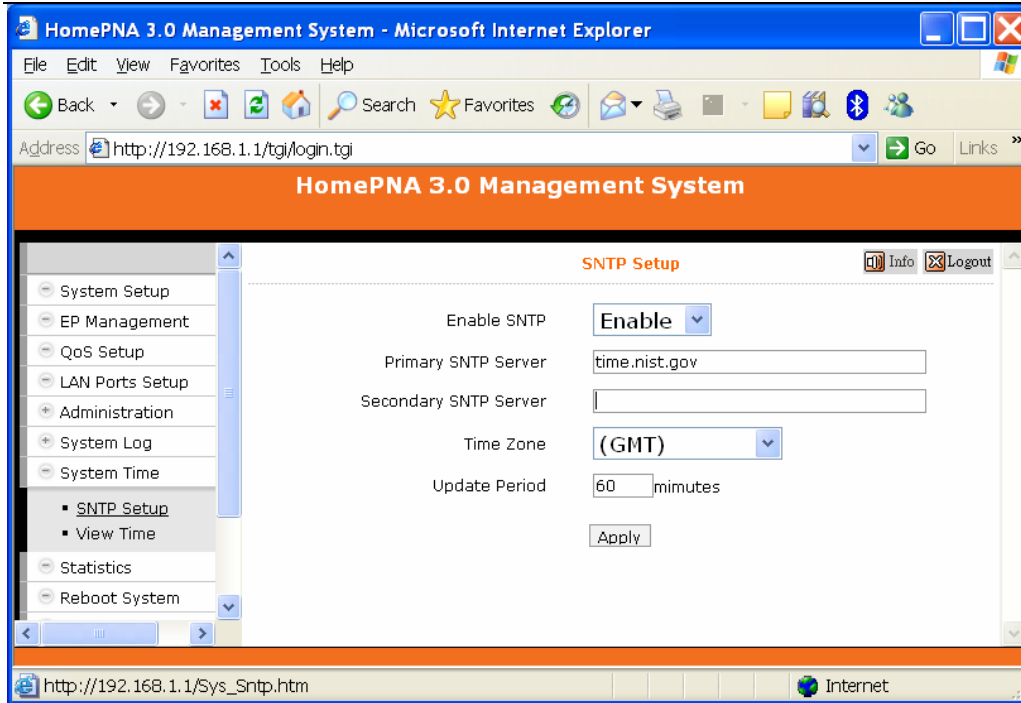 HomePNA 3.0 Management System - Microsoft Internet Explorer
File Edit View Favorites Tools Help
Back Search Favorites
Address http://192.168.1.1/tgi/login.tgi Go Links »
HomePNA 3.0 Management System
SNTP Setup Info Logout
System Setup
EP Management
QoS Setup
LAN Ports Setup
Administration
System Log
System Time
SNTP Setup
View Time
Statistics
Reboot System
Enable SNTP Enable
Primary SNTP Server time.nist.gov
Secondary SNTP Server
Time Zone (GMT)
Update Period 60 mimutes
Apply
http://192.168.1.1/Sys_Sntp.htm Internet